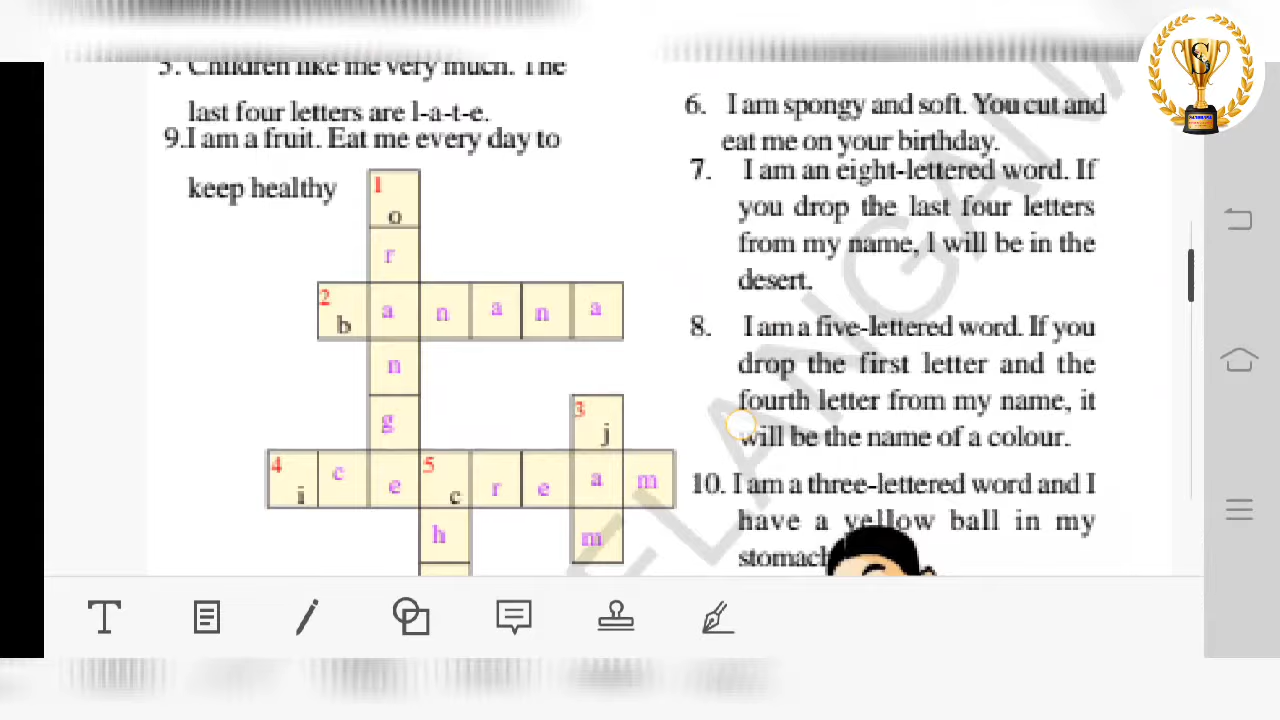 5. Children like me very much. The
last four letters are l-a-t-e.
9.I am a fruit. Eat me every day to
keep healthy
1
o
r
2
b a n a n a
n
g
3
j
4
i c e
5
c r e a m
h m
6. I am spongy and soft. You cut and
eat me on your birthday.
7. I am an eight-lettered word. If
you drop the last four letters
from my name, I will be in the
desert.
8. I am a five-lettered word. If you
drop the first letter and the
fourth letter from my name, it
will be the name of a colour.
10. I am a three-lettered word and I
have a yellow ball in my
stomach
S
T